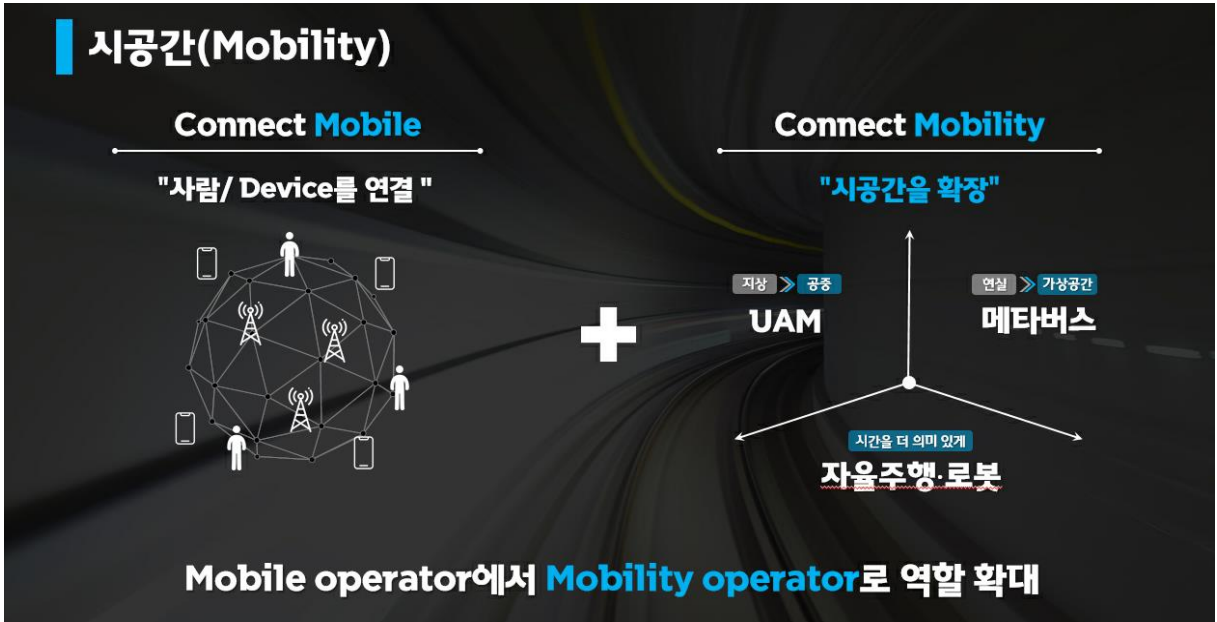 시공간(Mobility)
Connect Mobile
"사람/ Device를 연결 "
Connect Mobility
"시공간을 확장"
지상 》 공중
UAM
현실 》 가상공간
메타버스
시간을 더 의미 있게
자율주행·로봇
Mobile operator에서 Mobility operator로 역할 확대